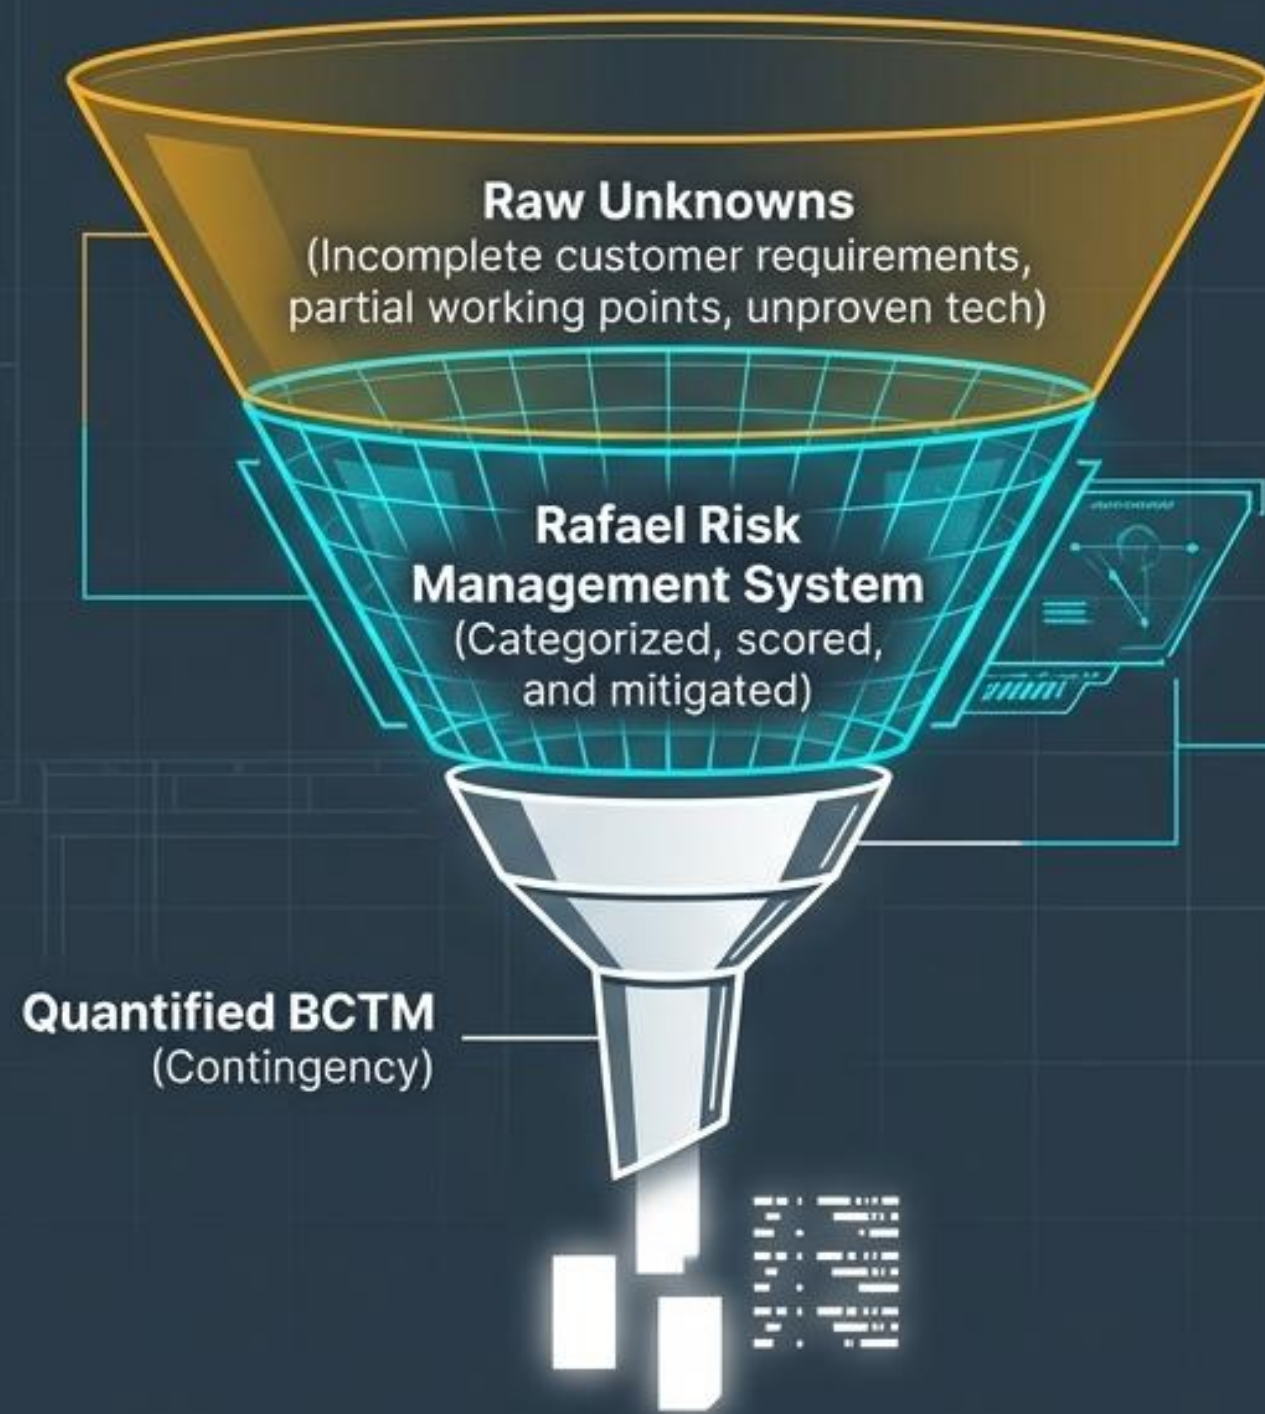 Raw Unknowns
(Incomplete customer requirements,
partial working points, unproven tech)
Rafael Risk
Management System
(Categorized, scored,
and mitigated)
Quantified BCTM
(Contingency)